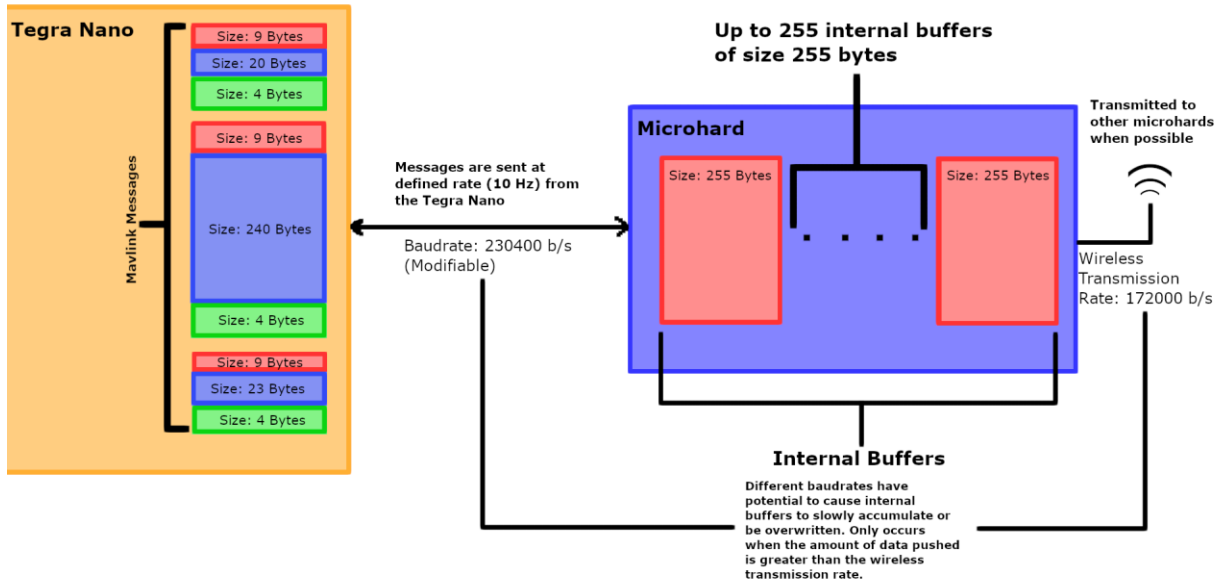 Tegra Nano
Mavlink Messages
Size: 9 Bytes
Size: 20 Bytes
Size: 4 Bytes
Size: 9 Bytes
Size: 240 Bytes
Size: 4 Bytes
Size: 9 Bytes
Size: 23 Bytes
Size: 4 Bytes
Messages are sent at
defined rate (10 Hz) from
the Tegra Nano
Baudrate: 230400 b/s
(Modifiable)
Up to 255 internal buffers
of size 255 bytes
Microhard
Size: 255 Bytes
Size: 255 Bytes
Transmitted to
other microhards
when possible
Wireless
Transmission
Rate: 172000 b/s
Internal Buffers
Different baudrates have
potential to cause internal
buffers to slowly accumulate or
be overwritten. Only occurs
when the amount of data pushed
is greater than the wireless
transmission rate.